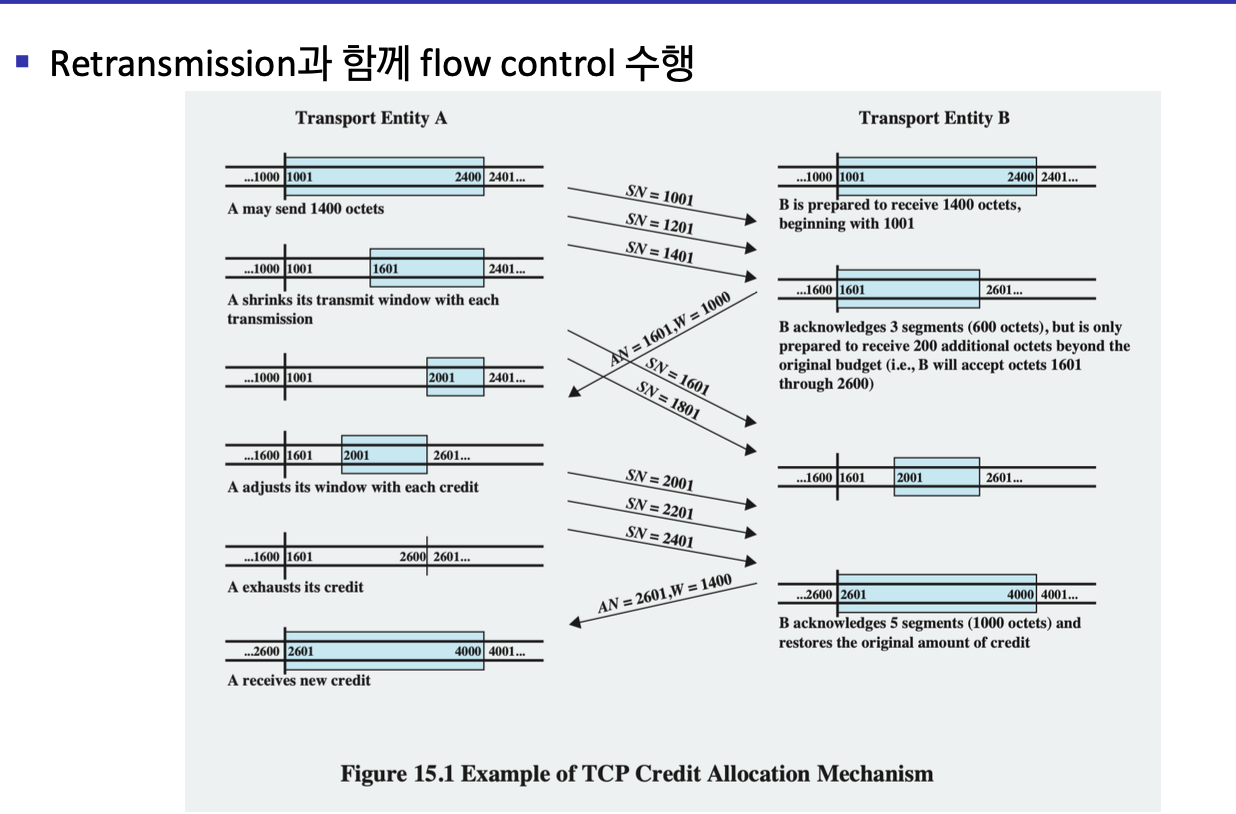 Retransmission과 함께 flow control 수행
Transport Entity A
Transport Entity B
...1000 1001 2400 2401...
A may send 1400 octets
SN = 1001
SN = 1201
SN = 1401
...1000 1001 2400 2401...
B is prepared to receive 1400 octets,
beginning with 1001
...1000 1001 1601 2401...
A shrinks its transmit window with each
transmission
...1600 1601 2601...
B acknowledges 3 segments (600 octets), but is only
prepared to receive 200 additional octets beyond the
original budget (i.e., B will accept octets 1601
through 2600)
AN = 1601,W = 1000
SN = 1601
SN = 1801
...1000 1001 2001 2401...
...1600 1601 2001 2601...
A adjusts its window with each credit
...1600 1601 2001 2601...
SN = 2001
SN = 2201
SN = 2401
...1600 1601 2600 2601...
A exhausts its credit
AN = 2601,W = 1400
...2600 2601 4000 4001...
B acknowledges 5 segments (1000 octets) and
restores the original amount of credit
...2600 2601 4000 4001...
A receives new credit
Figure 15.1 Example of TCP Credit Allocation Mechanism